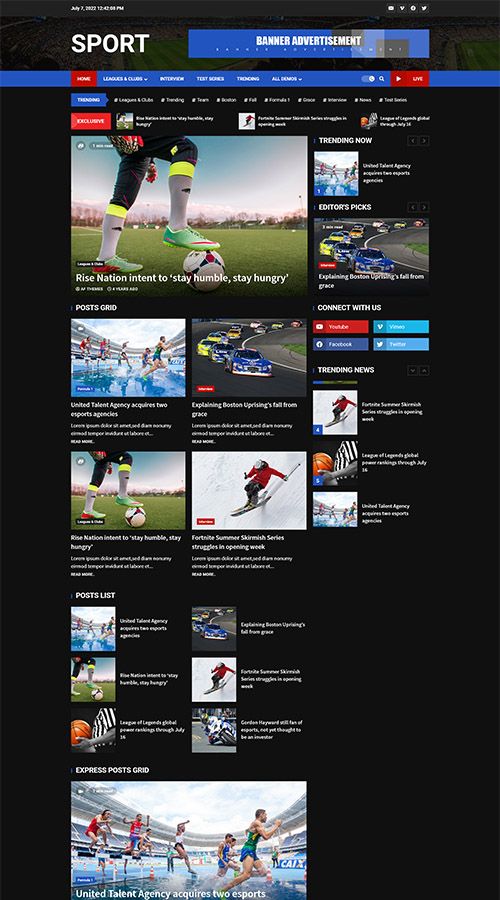 July 7, 2022 12:42:08 PM
SPORT
BANNER ADVERTISEMENT
BANNER ADVERTISEMENT
HOME LEAGUES & CLUBS INTERVIEW TEST SERIES TRENDING ALL DEMOS LIVE
TRENDING # Leagues & Clubs # Trending # Team # Boston # Fall # Formula 1 # Grace # Interview # News # Test Series
EXCLUSIVE
Rise Nation intent to ‘stay humble, stay
hungry’
Fortnite Summer Skirmish Series struggles in
opening week
League of Legends global
through July 16
1 min read
Leagues & Clubs
Rise Nation intent to ‘stay humble, stay hungry’
AF THEMES 4 YEARS AGO
TRENDING NOW
1
United Talent Agency
acquires two esports
agencies
EDITOR'S PICKS
2 min read
Interview
Explaining Boston Uprising’s fall from
grace
POSTS GRID
Formula 1
United Talent Agency acquires two
esports agencies
Lorem ipsum dolor sit amet,sed diam nonumy
eirmod tempor invidunt ut labore et...
READ MORE..
Interview
Explaining Boston Uprising’s fall from
grace
Lorem ipsum dolor sit amet,sed diam nonumy
eirmod tempor invidunt ut labore et...
READ MORE..
Leagues & Clubs
Rise Nation intent to ‘stay humble, stay
hungry’
Lorem ipsum dolor sit amet,sed diam nonumy
eirmod tempor invidunt ut labore et...
READ MORE..
Interview
Fortnite Summer Skirmish Series
struggles in opening week
Lorem ipsum dolor sit amet,sed diam nonumy
eirmod tempor invidunt ut labore et...
READ MORE..
CONNECT WITH US
Youtube Vimeo
Facebook Twitter
TRENDING NEWS
4
Fortnite Summer Skirmish
Series struggles in opening
week
5
League of Legends global
power rankings through July
16
United Talent Agency
acquires two esports
agencies
POSTS LIST
United Talent Agency
acquires two esports
agencies
Explaining Boston Uprising’s
fall from grace
Rise Nation intent to ‘stay
humble, stay hungry’
Fortnite Summer Skirmish
Series struggles in opening
week
League of Legends global
power rankings through July
16
Gordon Hayward still fan of
esports, not yet thought to
be an investor
EXPRESS POSTS GRID
1 min read
CAIXA
Formula 1
United Talent Agency acquires two esports